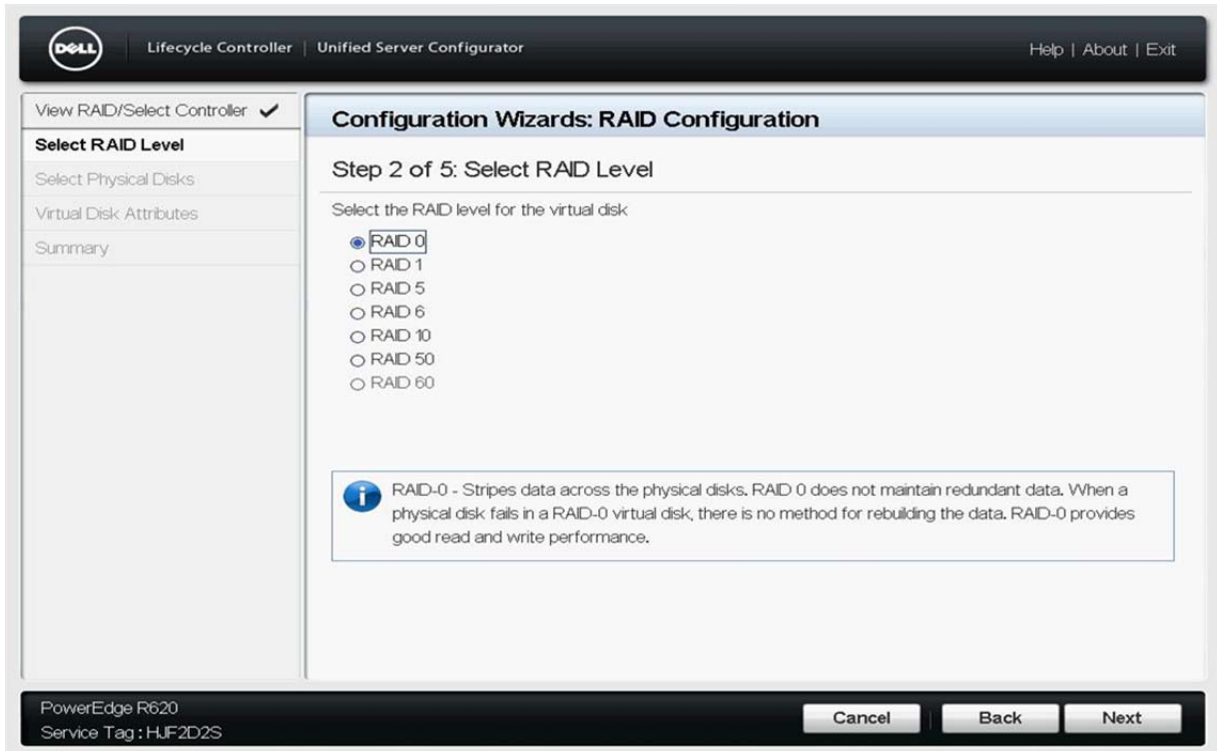 DELL
Lifecycle Controller | Unified Server Configurator
Help | About | Exit
View RAID/Select Controller
Select RAID Level
Select Physical Disks
Virtual Disk Attributes
Summary
Configuration Wizards: RAID Configuration
Step 2 of 5: Select RAID Level
Select the RAID level for the virtual disk
RAID 0
RAID 1
RAID 5
RAID 6
RAID 10
RAID 50
RAID 60
i
RAID-0 - Stripes data across the physical disks. RAID 0 does not maintain redundant data. When a
physical disk fails in a RAID-0 virtual disk, there is no method for rebuilding the data. RAID-0 provides
good read and write performance.
PowerEdge R620
Service Tag : HJF2D2S
Cancel
Back
Next